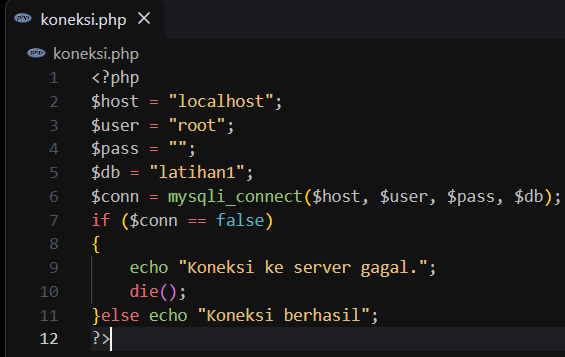 php koneksi.php ×
php koneksi.php
1 <?php
2 $host = "localhost";
3 $user = "root";
4 $pass = "";
5 $db = "latihan1";
6 $conn = mysqli_connect($host, $user, $pass, $db);
7 if ($conn == false)
8 {
9 echo "Koneksi ke server gagal.";
10 die();
11 }else echo "Koneksi berhasil";
12 ?>